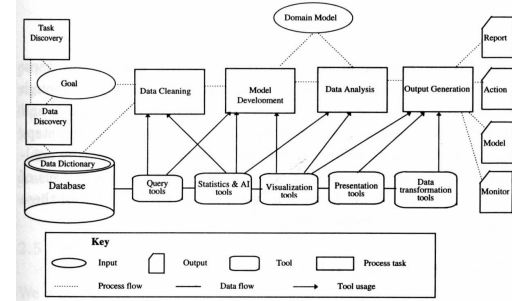 Domain Model
Task
Discovery
Report
Goal
Data Cleaning
Model
Development
Data Analysis
Output Generation
Action
Data
Discovery
Model
Data Dictionary
Database
Query
tools
Statistics & AI
tools
Visualization
tools
Presentation
tools
Data
transformation
tools
Monitor
Key
Input
Output
Tool
Process task
Process flow
Data flow
Tool usage